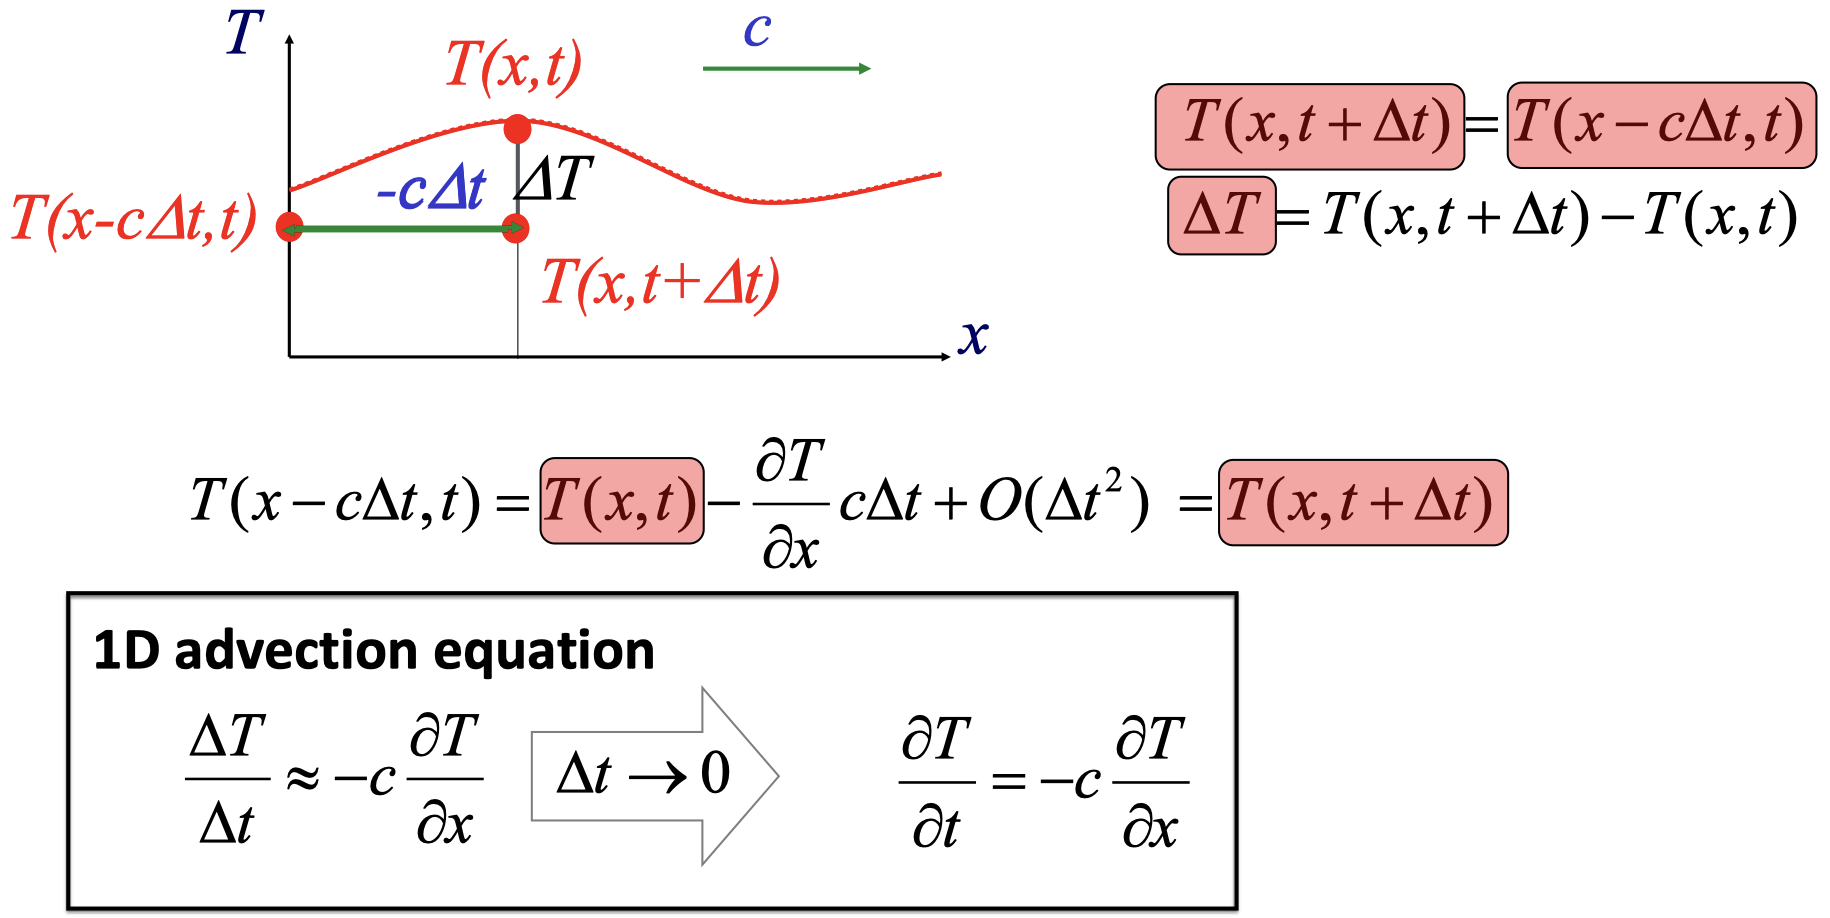 T
T(x,t)
c
-cΔt
ΔT
T(x-cΔt,t)
T(x,t+Δt)
x
T(x,t+Δt)=T(x−cΔt,t)
ΔT=T(x,t+Δt)−T(x,t)
T(x−cΔt,t)=T(x,t)−∂T/∂x cΔt+O(Δt²) =T(x,t+Δt)
1D advection equation
ΔT/Δt≈−c ∂T/∂x
Δt→0
∂T/∂t=−c ∂T/∂x